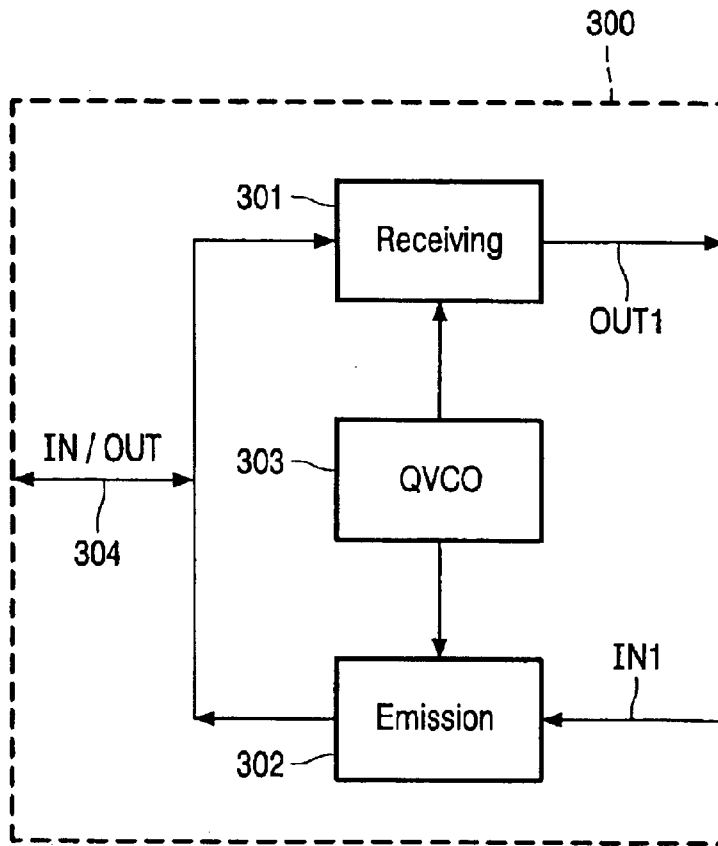 300
301
Receiving
OUT1
IN / OUT
303
QVCO
304
IN1
Emission
302